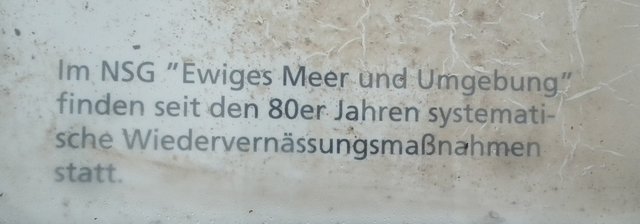 Im NSG "Ewiges Meer und Umgebung"
finden seit den 80er Jahren systemati-
sche Wiedervernässungsmaßnahmen
statt.